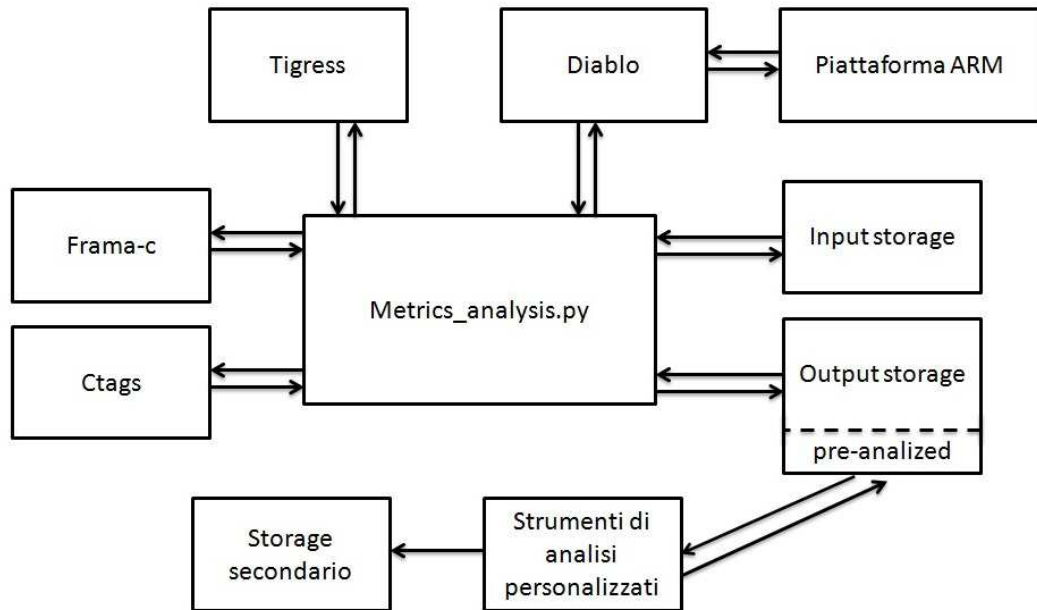 Tigress
Diablo
Piattaforma ARM
Frama-c
Input storage
Metrics_analysis.py
Ctags
Output storage
pre-analized
Storage
secondario
Strumenti di
analisi
personalizzati